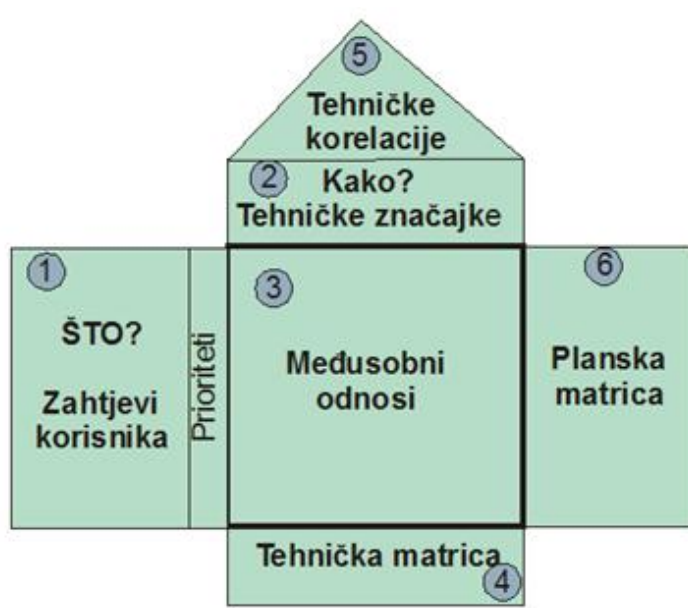 5
Tehničke
korelacije
2
Kako?
Tehničke značajke
1
ŠTO?
Zahtjevi
korisnika
Prioriteti
3
Međusobni
odnosi
6
Planska
matrica
Tehnička matrica
4